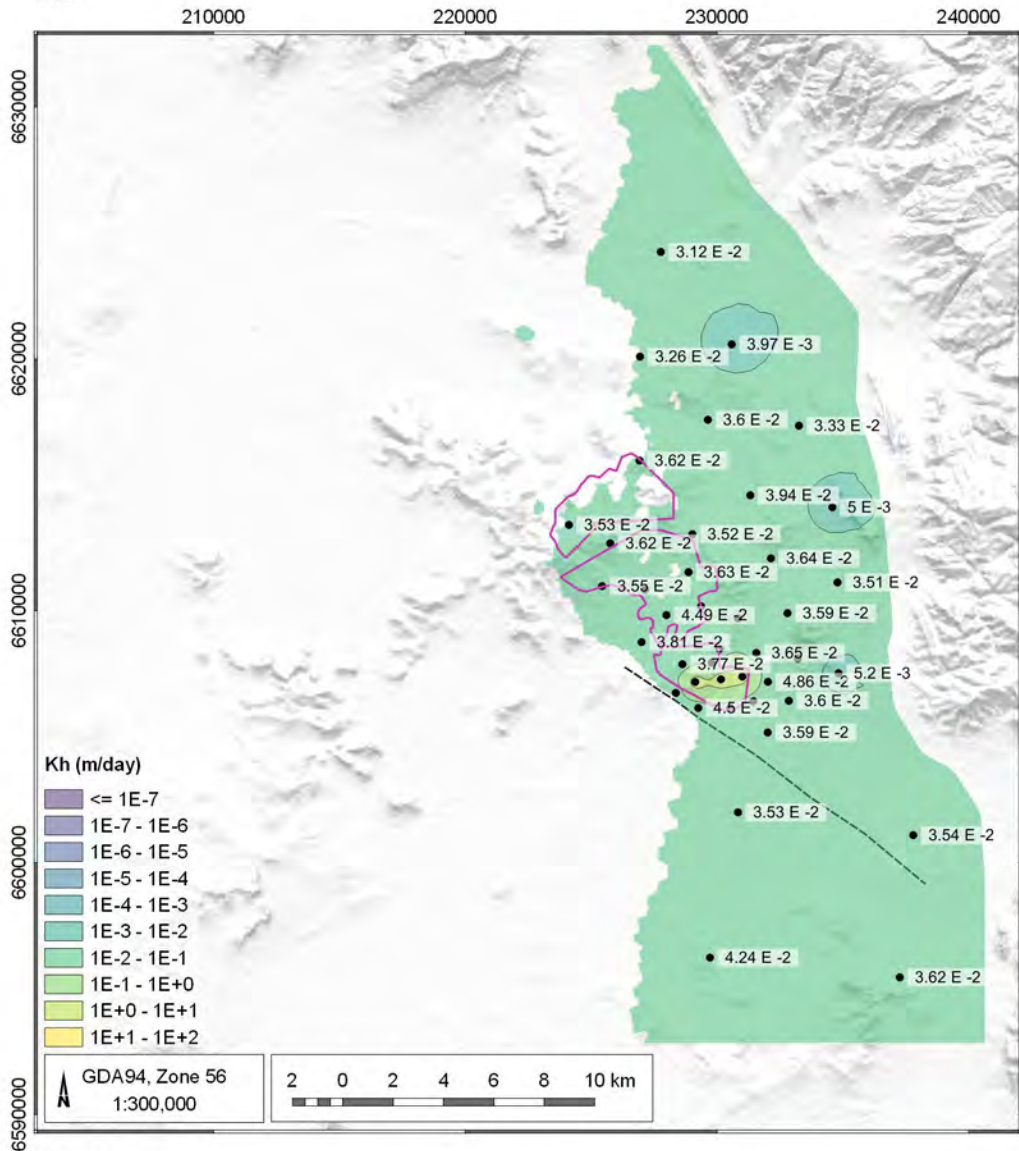 210000 220000 230000 240000
6630000
6620000
6610000
6600000
6590000
3.12 E -2
3.97 E -3
3.26 E -2
3.6 E -2
3.33 E -2
3.62 E -2
3.94 E -2
5 E -3
3.53 E -2
3.52 E -2
3.62 E -2
3.64 E -2
3.63 E -2
3.55 E -2
3.51 E -2
4.49 E -2
3.59 E -2
3.81 E -2
3.65 E -2
3.77 E -2
5.2 E -3
4.86 E -2
4.5 E -2
3.6 E -2
3.59 E -2
3.53 E -2
3.54 E -2
4.24 E -2
3.62 E -2
Kh (m/day)
<= 1E-7
1E-7 - 1E-6
1E-6 - 1E-5
1E-5 - 1E-4
1E-4 - 1E-3
1E-3 - 1E-2
1E-2 - 1E-1
1E-1 - 1E+0
1E+0 - 1E+1
1E+1 - 1E+2
N
GDA94, Zone 56
1:300,000
2 0 2 4 6 8 10 km